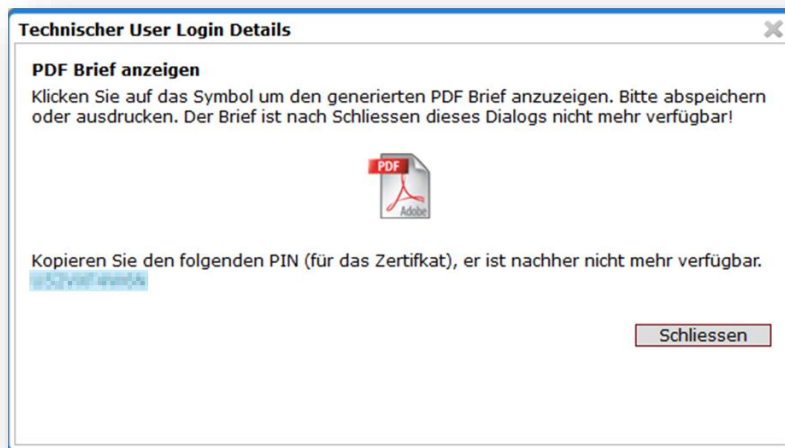 Technischer User Login Details
PDF Brief anzeigen
Klicken Sie auf das Symbol um den generierten PDF Brief anzuzeigen. Bitte abspeichern
oder ausdrucken. Der Brief ist nach Schliessen dieses Dialogs nicht mehr verfügbar!
PDF
Adobe
Kopieren Sie den folgenden PIN (für das Zertifkat), er ist nachher nicht mehr verfügbar.
Schliessen